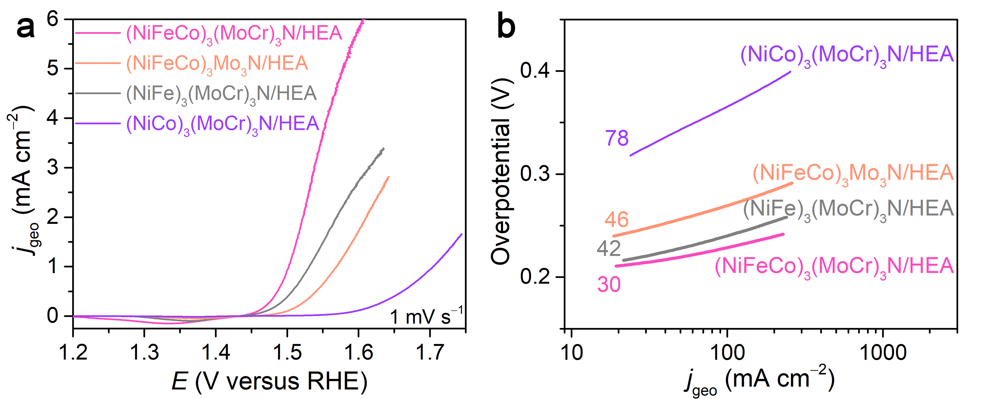 a
6
5
4
3
2
1
0
j_geo (mA cm⁻²)
(NiFeCo)₃(MoCr)₃N/HEA
(NiFeCo)₃Mo₃N/HEA
(NiFe)₃(MoCr)₃N/HEA
(NiCo)₃(MoCr)₃N/HEA
1 mV s⁻¹
1.2 1.3 1.4 1.5 1.6 1.7
E (V versus RHE)
b
0.4
0.3
0.2
Overpotential (V)
(NiCo)₃(MoCr)₃N/HEA
78
(NiFeCo)₃Mo₃N/HEA
46
(NiFe)₃(MoCr)₃N/HEA
42
(NiFeCo)₃(MoCr)₃N/HEA
30
10 100 1000
j_geo (mA cm⁻²)